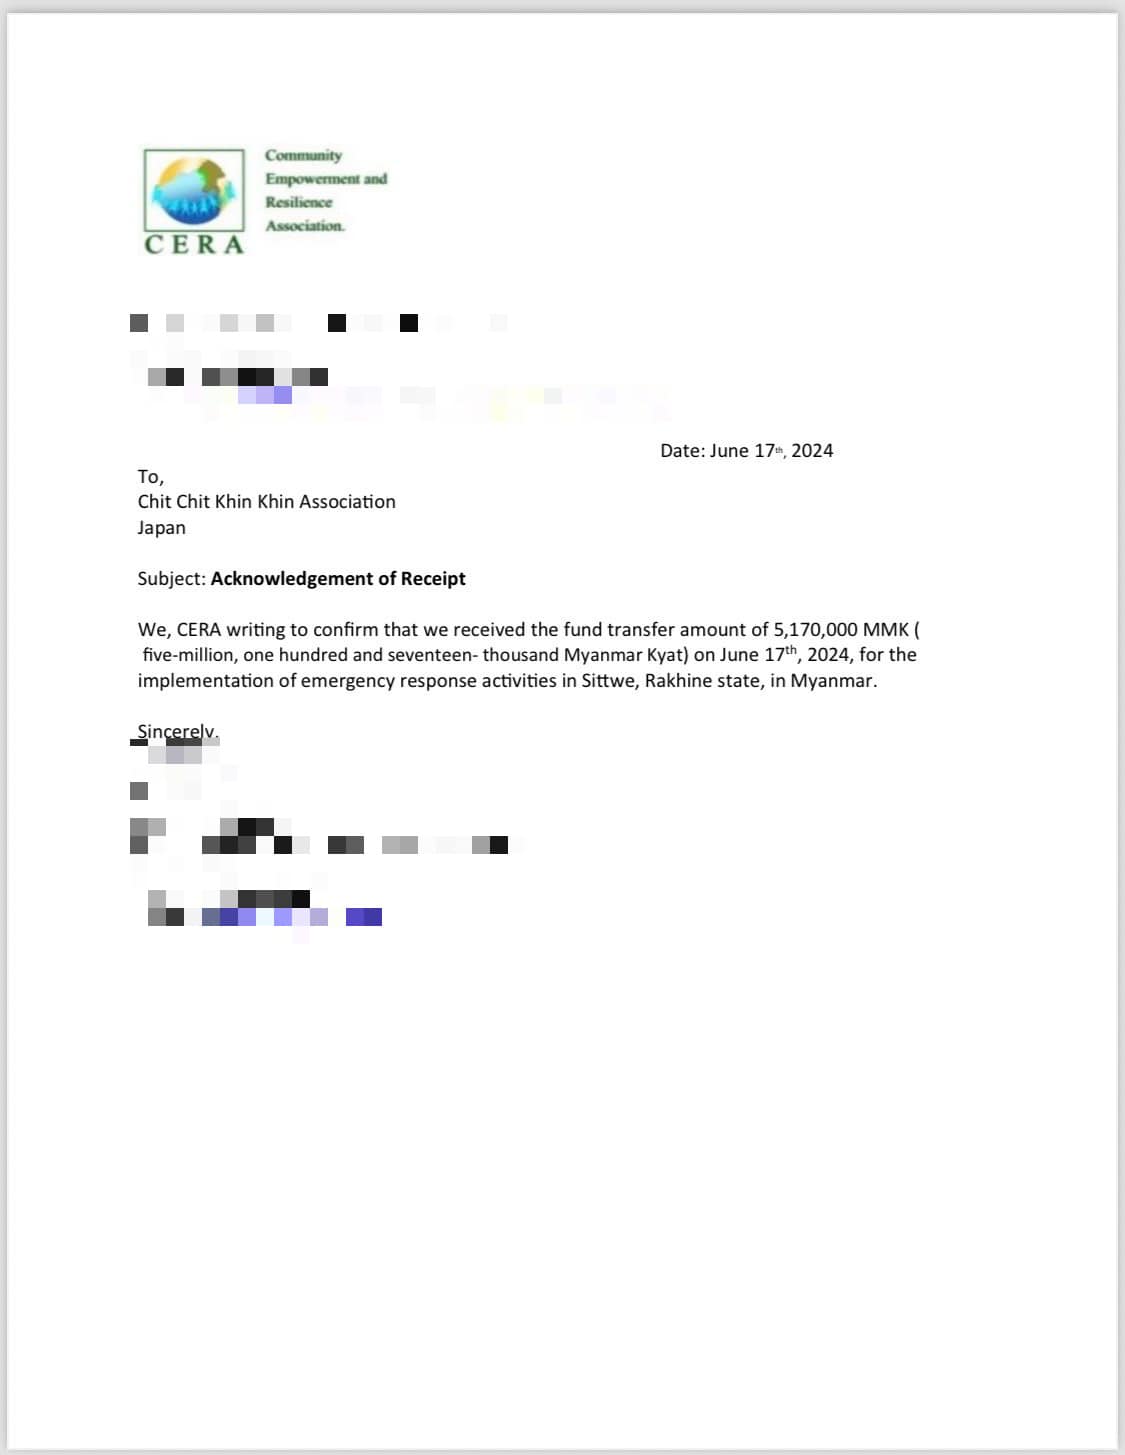 Community
Empowerment and
Resilience
Association.
CERA
Date: June 17th, 2024
To,
Chit Chit Khin Khin Association
Japan
Subject: Acknowledgement of Receipt
We, CERA writing to confirm that we received the fund transfer amount of 5,170,000 MMK (
five-million, one hundred and seventeen- thousand Myanmar Kyat) on June 17th, 2024, for the
implementation of emergency response activities in Sittwe, Rakhine state, in Myanmar.
Sincerely,